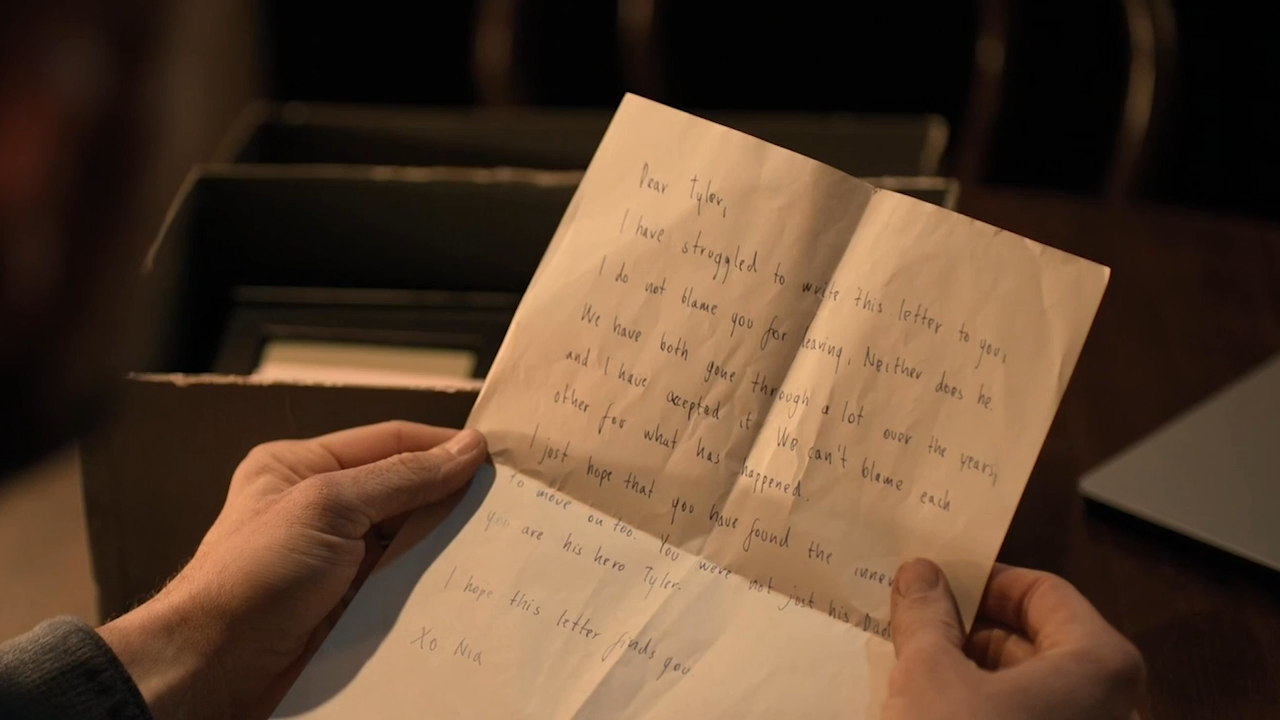 Dear Tyler,
I have struggled to write this letter to you,
I do not blame you for leaving. Neither does he.
We have both gone through a lot over the years,
and I have accepted it. We can't blame each
other for what has happened.
I just hope that you have found the inner
to move on too. You were not just his Dad
you are his hero Tyler.
I hope this letter finds you
Xo Nia